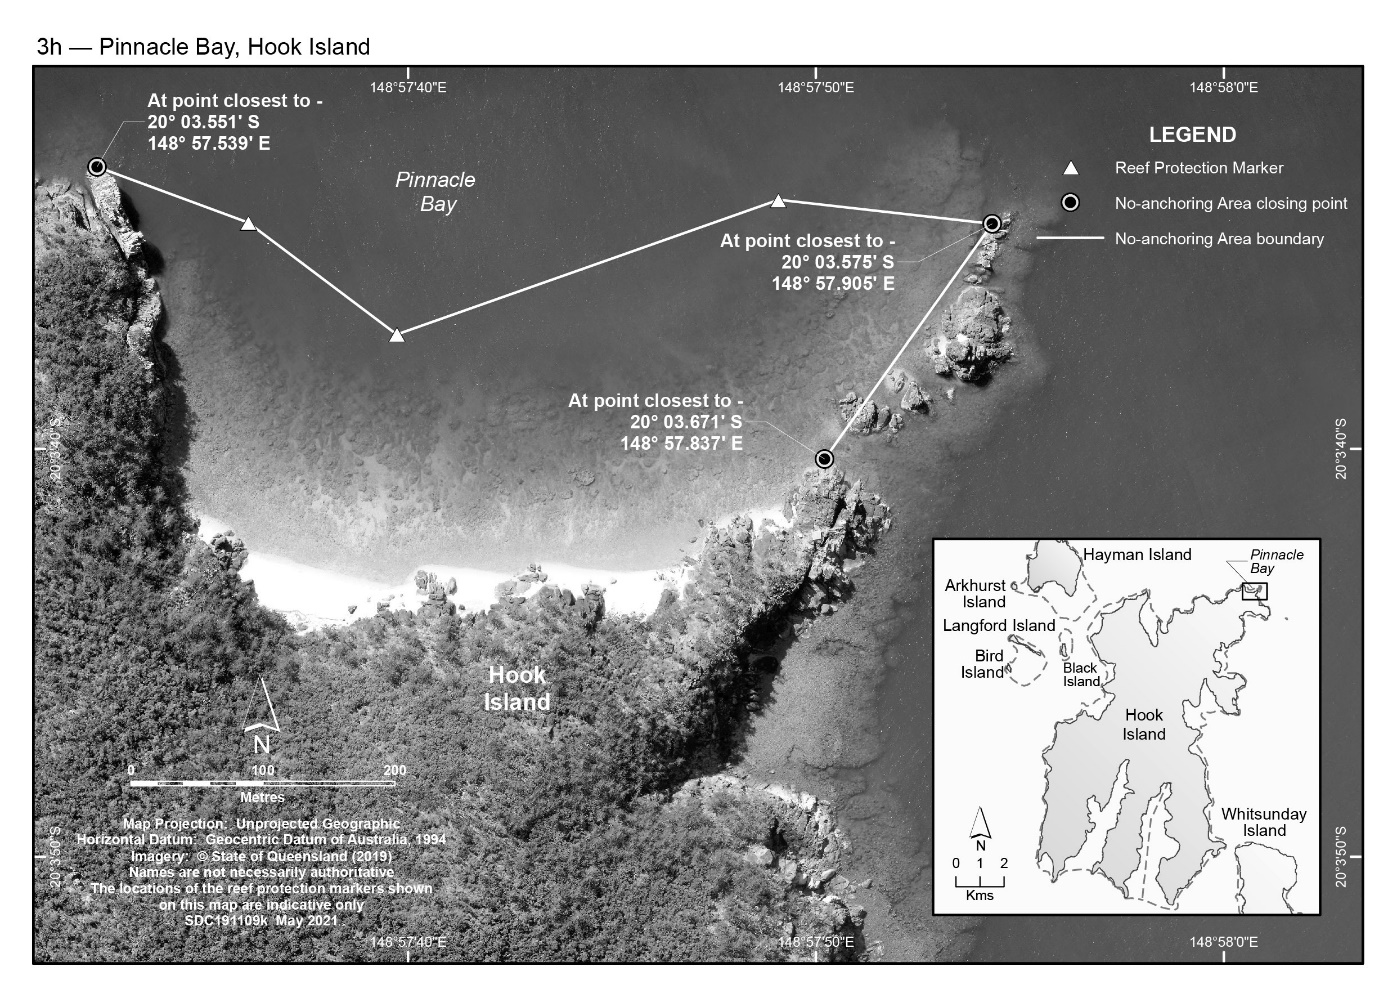 3h — Pinnacle Bay, Hook Island
148°57'40"E
148°57'50"E
148°58'0"E
At point closest to -
20° 03.551' S
148° 57.539' E
Pinnacle
Bay
LEGEND
Reef Protection Marker
No-anchoring Area closing point
No-anchoring Area boundary
At point closest to -
20° 03.575' S
148° 57.905' E
At point closest to -
20° 03.671' S
148° 57.837' E
20°3'40"S
20°3'40"S
Hook
Island
N
0 100 200
Metres
Map Projection: Unprojected Geographic
Horizontal Datum: Geocentric Datum of Australia, 1994
Imagery: © State of Queensland (2019)
Names are not necessarily authoritative
The locations of the reef protection markers shown
on this map are indicative only
SDC191109k May 2021
20°3'50"S
20°3'50"S
148°57'40"E
148°57'50"E
148°58'0"E
Hayman Island
Pinnacle
Bay
Arkhurst
Island
Langford Island
Bird
Island
Black
Island
Hook
Island
Whitsunday
Island
N
0 1 2
Kms